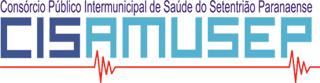 Consórcio Público Intermunicipal de Saúde do Setentrião Paranaense
CISAMUSEP